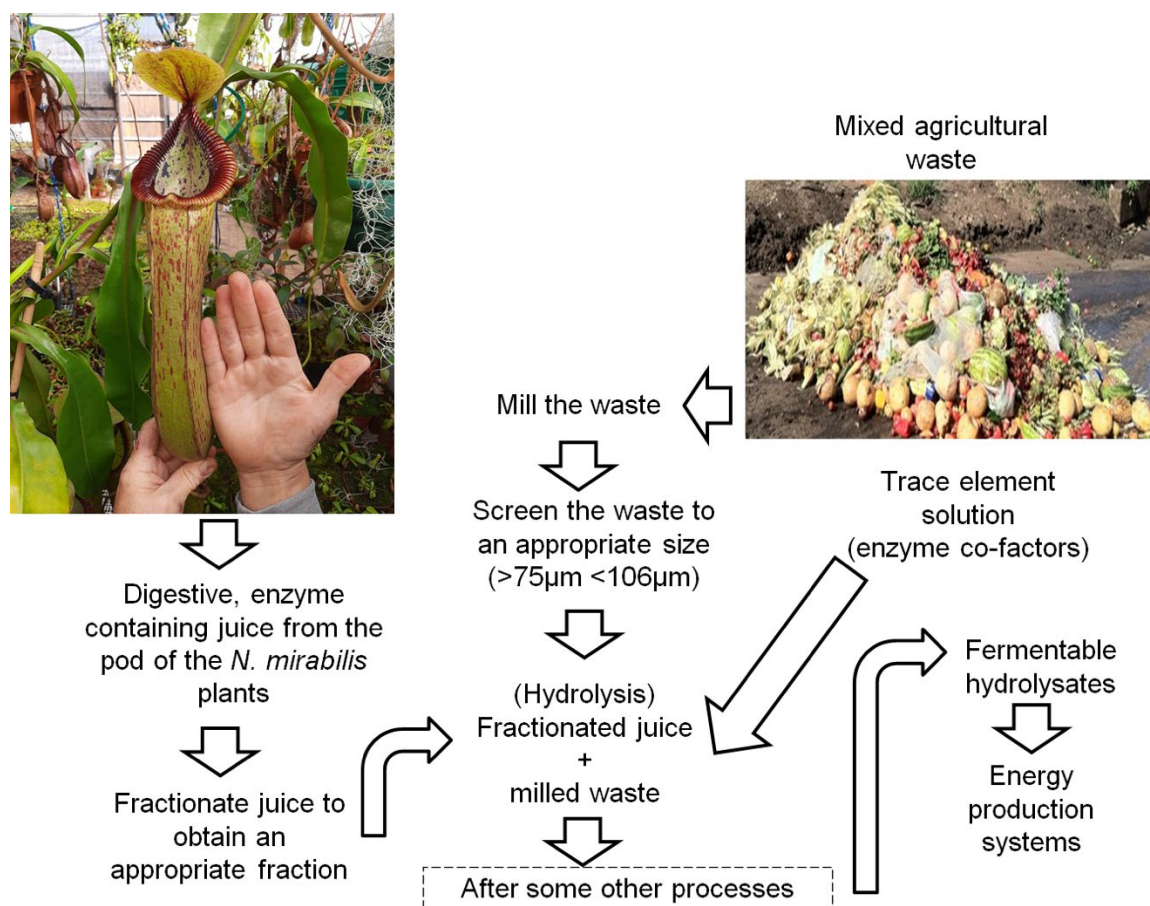 Mixed agricultural
waste
Mill the waste
Screen the waste to
an appropriate size
(>75µm <106µm)
Trace element
solution
(enzyme co-factors)
Digestive, enzyme
containing juice from the
pod of the N. mirabilis
plants
Fractionate juice to
obtain an
appropriate fraction
(Hydrolysis)
Fractionated juice
+
milled waste
After some other processes
Fermentable
hydrolysates
Energy
production
systems